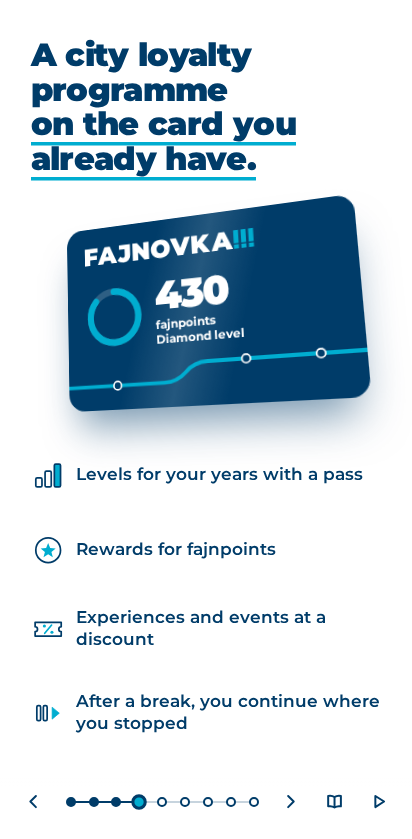 A city loyalty
programme
on the card you
already have.
FAJNOVKA!!!
430
fajnpoints
Diamond level
Levels for your years with a pass
Rewards for fajnpoints
Experiences and events at a
discount
After a break, you continue where
you stopped